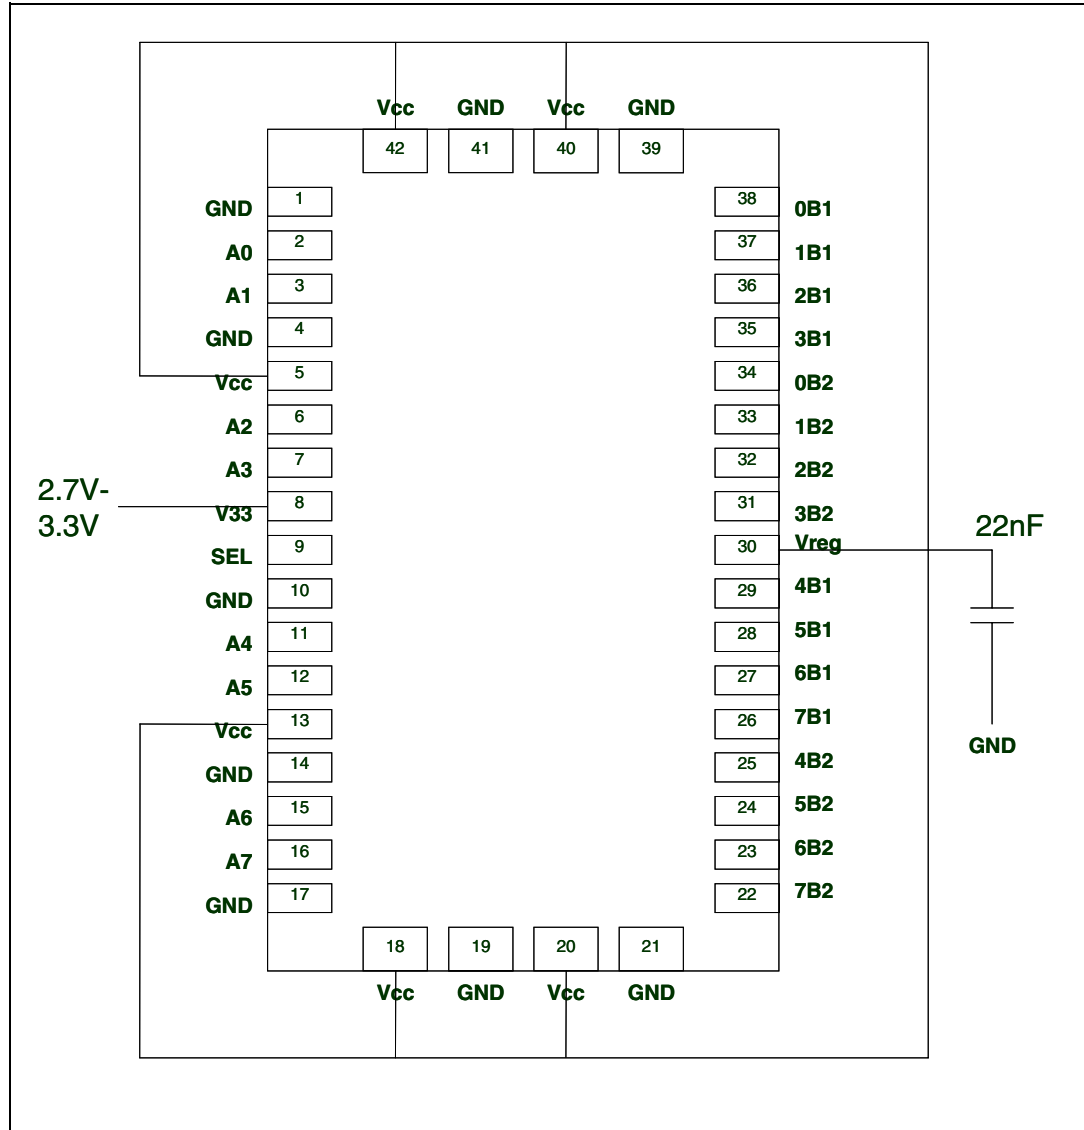 Vcc GND Vcc GND
42 41 40 39
GND 1 38 0B1
A0 2 37 1B1
A1 3 36 2B1
GND 4 35 3B1
Vcc 5 34 0B2
A2 6 33 1B2
A3 7 32 2B2
2.7V-
3.3V
V33 8 31 3B2
SEL 9 30 Vreg 22nF
GND 10 29 4B1
A4 11 28 5B1
A5 12 27 6B1
Vcc 13 26 7B1
GND
GND 14 25 4B2
A6 15 24 5B2
A7 16 23 6B2
GND 17 22 7B2
18 19 20 21
Vcc GND Vcc GND